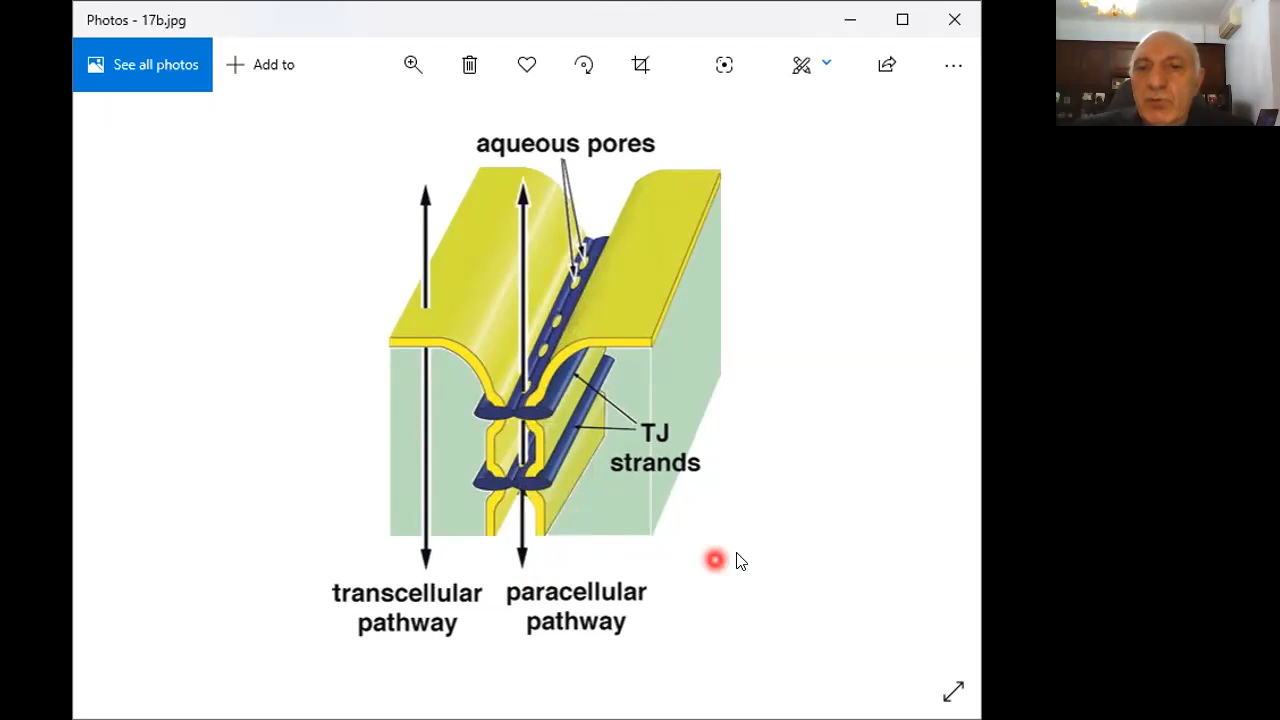 Photos - 17b.jpg
See all photos
Add to
aqueous pores
TJ
strands
transcellular
pathway
paracellular
pathway